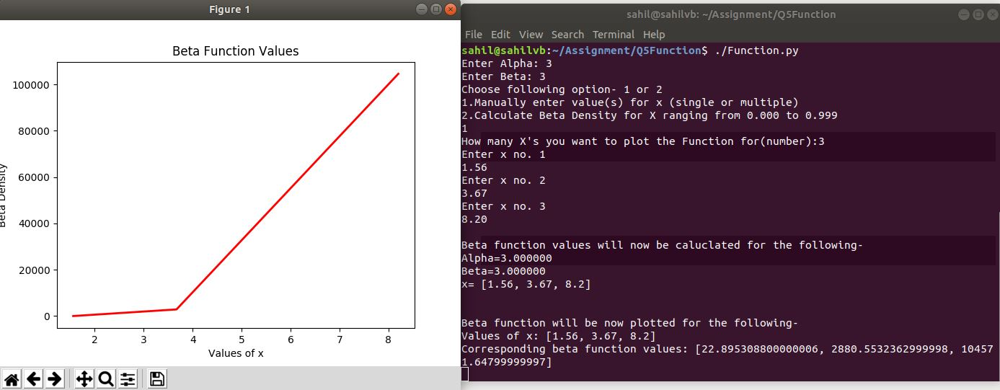 Figure 1
Beta Function Values
100000
80000
60000
40000
20000
0
Beta Density
2 3 4 5 6 7 8
Values of x
sahil@sahilvb: ~/Assignment/Q5Function
File Edit View Search Terminal Help
sahil@sahilvb:~/Assignment/Q5Function$ ./Function.py
Enter Alpha: 3
Enter Beta: 3
Choose following option- 1 or 2
1.Manually enter value(s) for x (single or multiple)
2.Calculate Beta Density for X ranging from 0.000 to 0.999
1
How many X's you want to plot the Function for(number):3
Enter x no. 1
1.56
Enter x no. 2
3.67
Enter x no. 3
8.20
Beta function values will now be caluclated for the following-
Alpha=3.000000
Beta=3.000000
x= [1.56, 3.67, 8.2]
Beta function will be now plotted for the following-
Values of x: [1.56, 3.67, 8.2]
Corresponding beta function values: [22.895308800000006, 2880.5532362999998, 10457
1.64799999997]